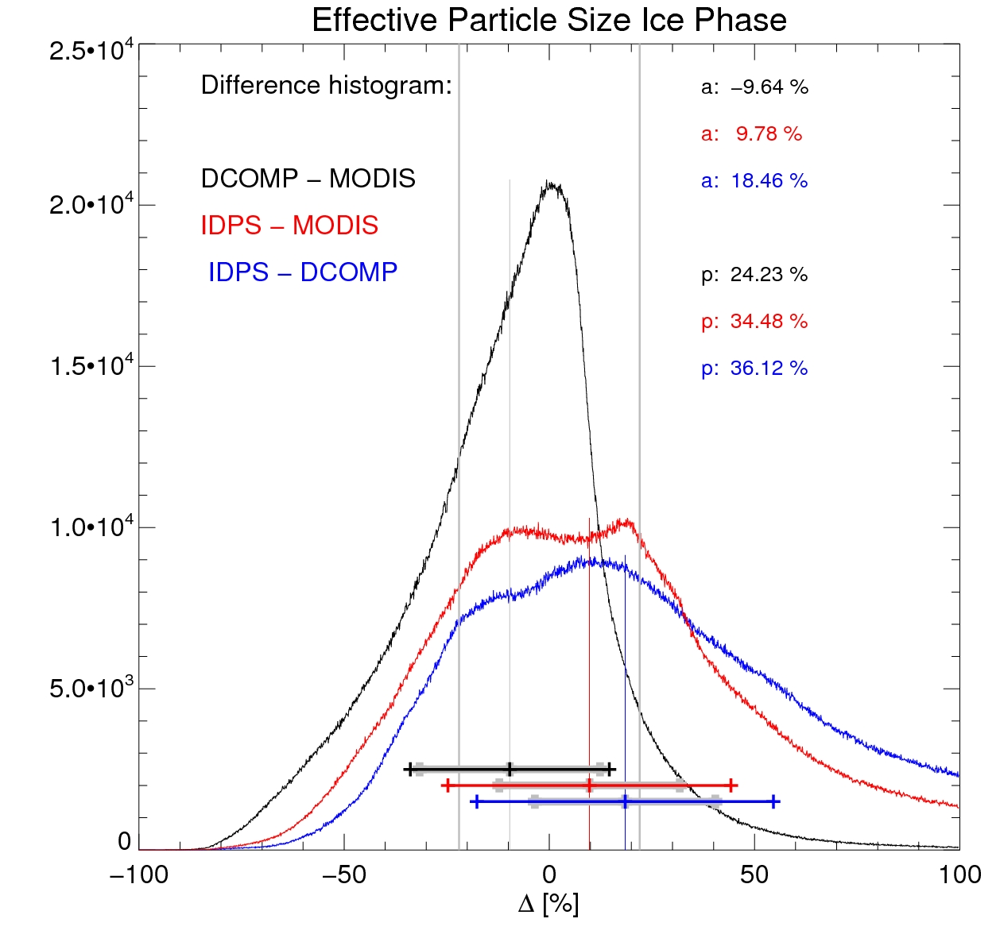 Effective Particle Size Ice Phase
2.5•10⁴
Difference histogram:
a: −9.64 %
a: 9.78 %
DCOMP − MODIS
a: 18.46 %
2.0•10⁴
IDPS − MODIS
IDPS − DCOMP
p: 24.23 %
p: 34.48 %
1.5•10⁴
p: 36.12 %
1.0•10⁴
5.0•10³
0
−100 −50 0 50 100
Δ [%]